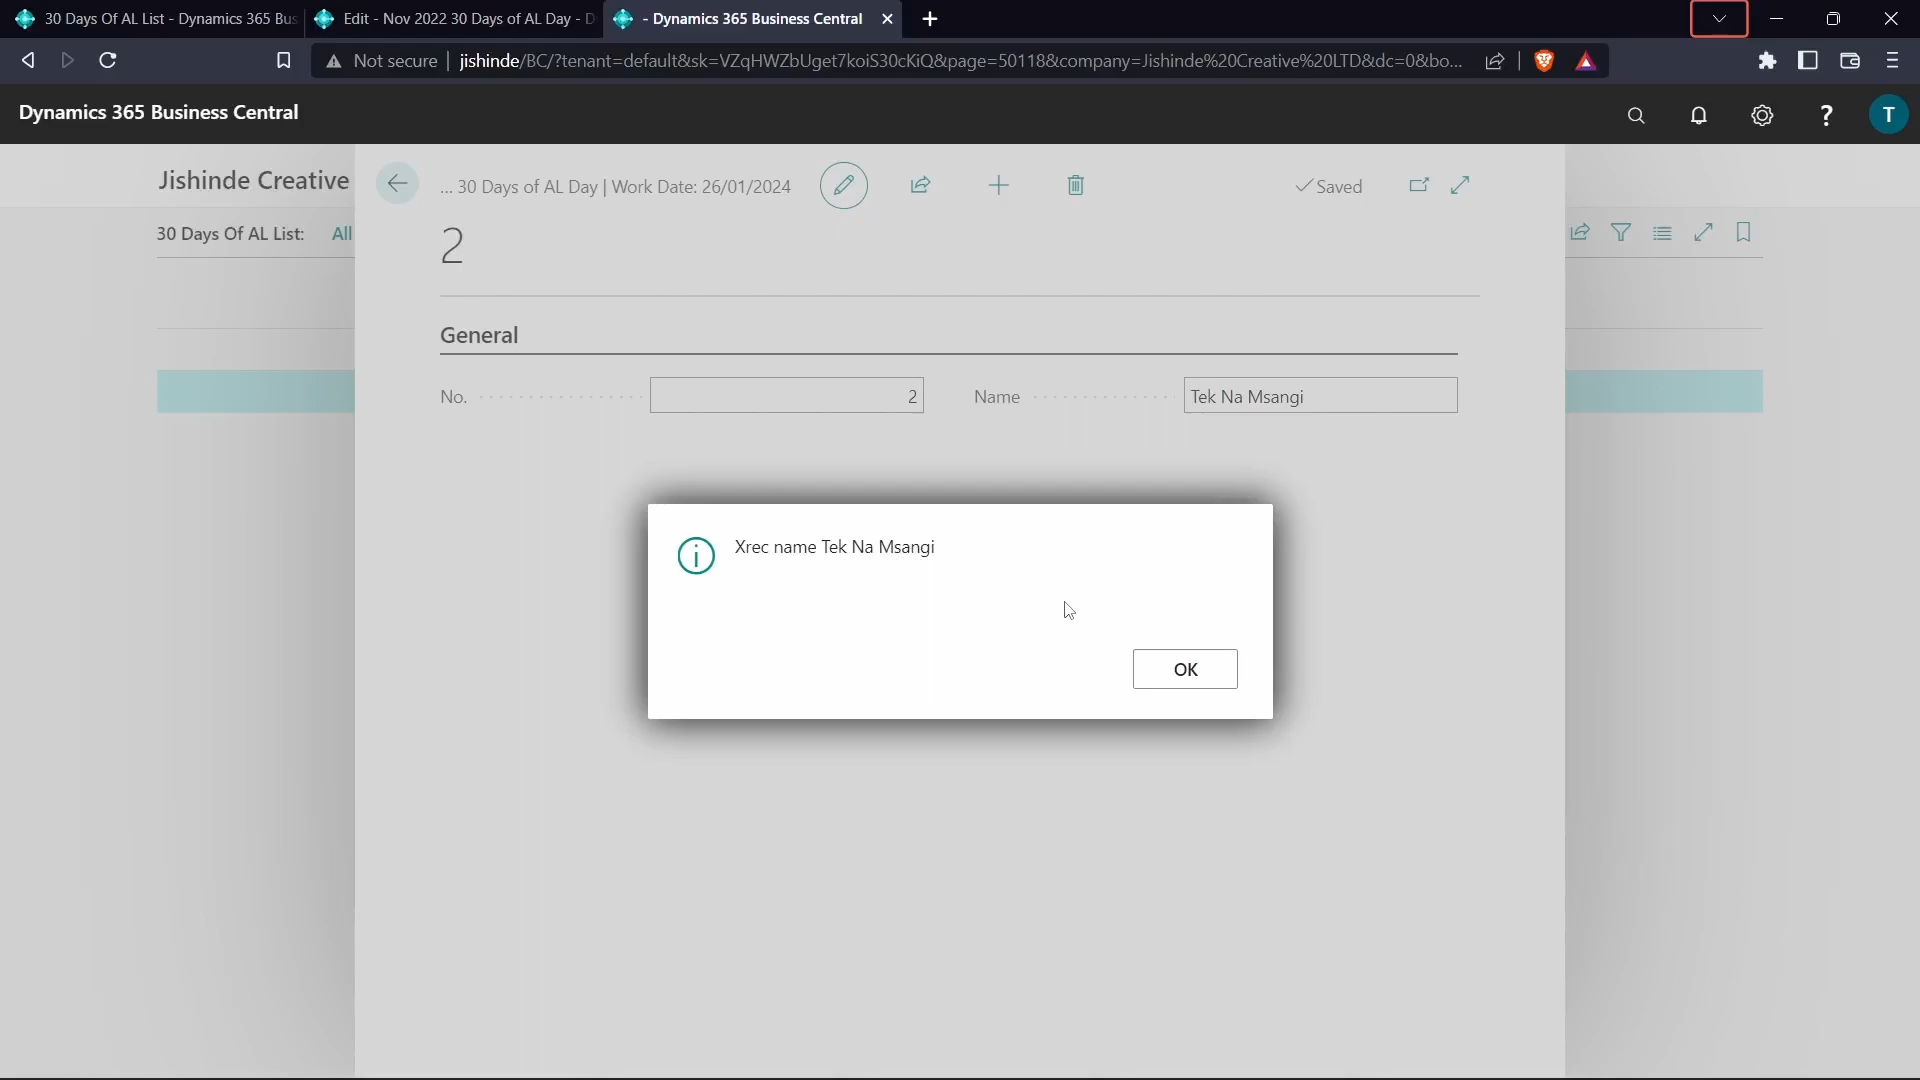 30 Days Of AL List - Dynamics 365 Bus
Edit - Nov 2022 30 Days of AL Day - D
- Dynamics 365 Business Central
Not secure
jishinde/BC/?tenant=default&sk=VZqHWZbUget7koiS30cKiQ&page=50118&company=Jishinde%20Creative%20LTD&dc=0&bo...
Dynamics 365 Business Central
T
Jishinde Creative
... 30 Days of AL Day | Work Date: 26/01/2024
Saved
30 Days Of AL List:
All
2
General
No.
2
Name
Tek Na Msangi
Xrec name Tek Na Msangi
OK